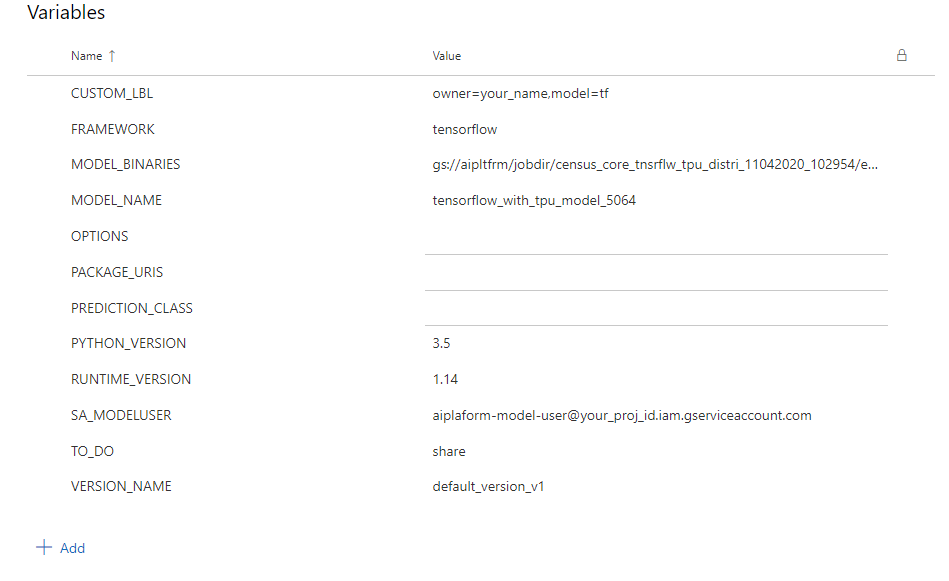 Variables
Name ↑ Value
CUSTOM_LBL owner=your_name,model=tf
FRAMEWORK tensorflow
MODEL_BINARIES gs://aipltfrm/jobdir/census_core_tnsrflw_tpu_distri_11042020_102954/e...
MODEL_NAME tensorflow_with_tpu_model_5064
OPTIONS
PACKAGE_URIS
PREDICTION_CLASS
PYTHON_VERSION 3.5
RUNTIME_VERSION 1.14
SA_MODELUSER aiplaform-model-user@your_proj_id.iam.gserviceaccount.com
TO_DO share
VERSION_NAME default_version_v1
+ Add